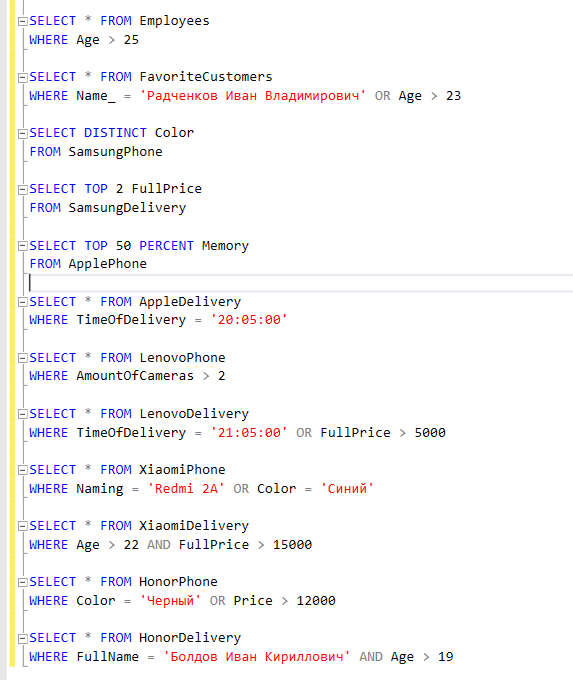 SELECT * FROM Employees
WHERE Age > 25
SELECT * FROM FavoriteCustomers
WHERE Name_ = 'Радченков Иван Владимирович' OR Age > 23
SELECT DISTINCT Color
FROM SamsungPhone
SELECT TOP 2 FullPrice
FROM SamsungDelivery
SELECT TOP 50 PERCENT Memory
FROM ApplePhone
SELECT * FROM AppleDelivery
WHERE TimeOfDelivery = '20:05:00'
SELECT * FROM LenovoPhone
WHERE AmountOfCameras > 2
SELECT * FROM LenovoDelivery
WHERE TimeOfDelivery = '21:05:00' OR FullPrice > 5000
SELECT * FROM XiaomiPhone
WHERE Naming = 'Redmi 2A' OR Color = 'Синий'
SELECT * FROM XiaomiDelivery
WHERE Age > 22 AND FullPrice > 15000
SELECT * FROM HonorPhone
WHERE Color = 'Черный' OR Price > 12000
SELECT * FROM HonorDelivery
WHERE FullName = 'Болдов Иван Кириллович' AND Age > 19